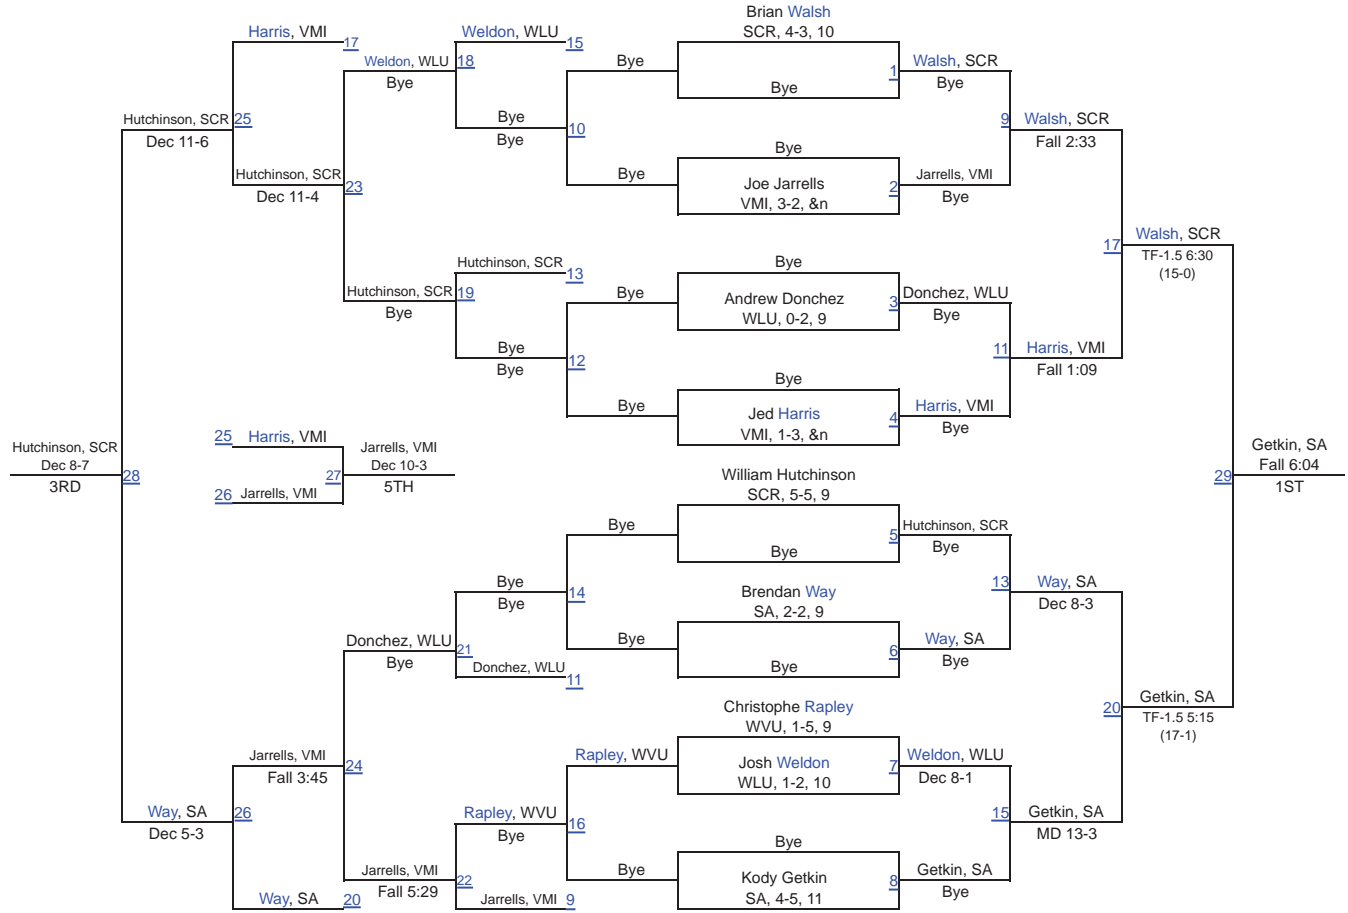 Brian Walsh
SCR, 4-3, 10
Harris, VMI
17
Weldon, WLU
15
Weldon, WLU
18
Bye
Bye
Bye
1
Walsh, SCR
Bye
Hutchinson, SCR
25
Dec 11-6
Bye
Bye
10
9
Walsh, SCR
Fall 2:33
Bye
Hutchinson, SCR
Dec 11-4
23
Bye
Joe Jarrells
VMI, 3-2, &n
2
Jarrells, VMI
Bye
17
Walsh, SCR
TF-1.5 6:30
(15-0)
Hutchinson, SCR
13
Bye
Hutchinson, SCR
19
Bye
Bye
Andrew Donchez
WLU, 0-2, 9
3
Donchez, WLU
Bye
Bye
Bye
12
11
Harris, VMI
Fall 1:09
Bye
Bye
Jed Harris
VMI, 1-3, &n
4
Harris, VMI
Bye
Hutchinson, SCR
Dec 8-7
3RD
28
25
Harris, VMI
26
Jarrells, VMI
27
Jarrells, VMI
Dec 10-3
5TH
29
Getkin, SA
Fall 6:04
1ST
William Hutchinson
SCR, 5-5, 9
Bye
Bye
5
Hutchinson, SCR
Bye
Bye
Bye
14
13
Way, SA
Dec 8-3
Brendan Way
SA, 2-2, 9
Donchez, WLU
21
Bye
Donchez, WLU
11
Bye
Bye
6
Way, SA
Bye
20
Getkin, SA
TF-1.5 5:15
(17-1)
Christophe Rapley
WVU, 1-5, 9
Jarrells, VMI
24
Fall 3:45
Rapley, WVU
Josh Weldon
WLU, 1-2, 10
7
Weldon, WLU
Dec 8-1
Way, SA
26
Dec 5-3
Rapley, WVU
Bye
16
15
Getkin, SA
MD 13-3
Bye
Jarrells, VMI
22
Fall 5:29
Bye
Kody Getkin
SA, 4-5, 11
8
Getkin, SA
Bye
Way, SA
20
Jarrells, VMI
9